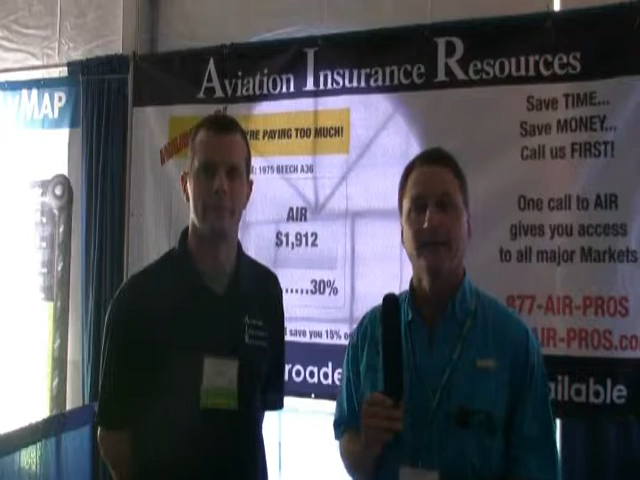 AVIATION INSURANCE RESOURCES
MAP
PAYING TOO MUCH!
1975 BEECH A36
AIR
$1,912
.....30%
save you 15%
Save TIME...
Save MONEY...
Call us FIRST!
One call to AIR
gives you access
to all major Markets
877-AIR-PROS
AIR-PROS.co
roade
ailable